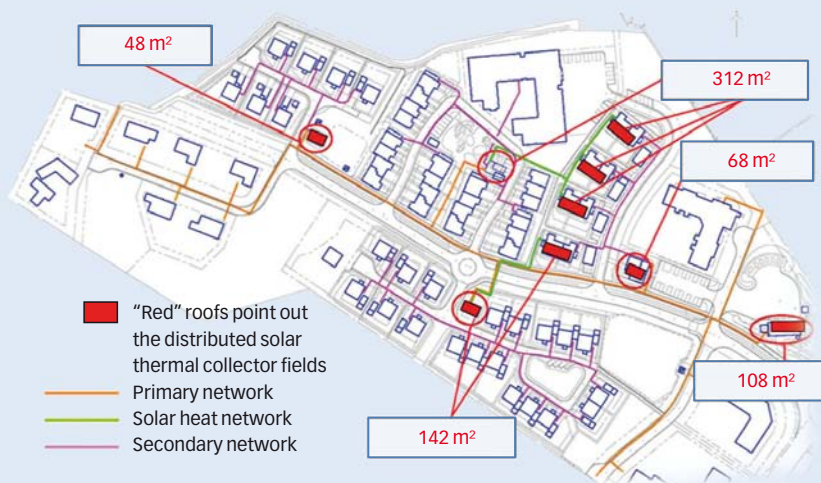 48 m²
312 m²
68 m²
"Red" roofs point out
the distributed solar
thermal collector fields
Primary network
Solar heat network
Secondary network
108 m²
142 m²